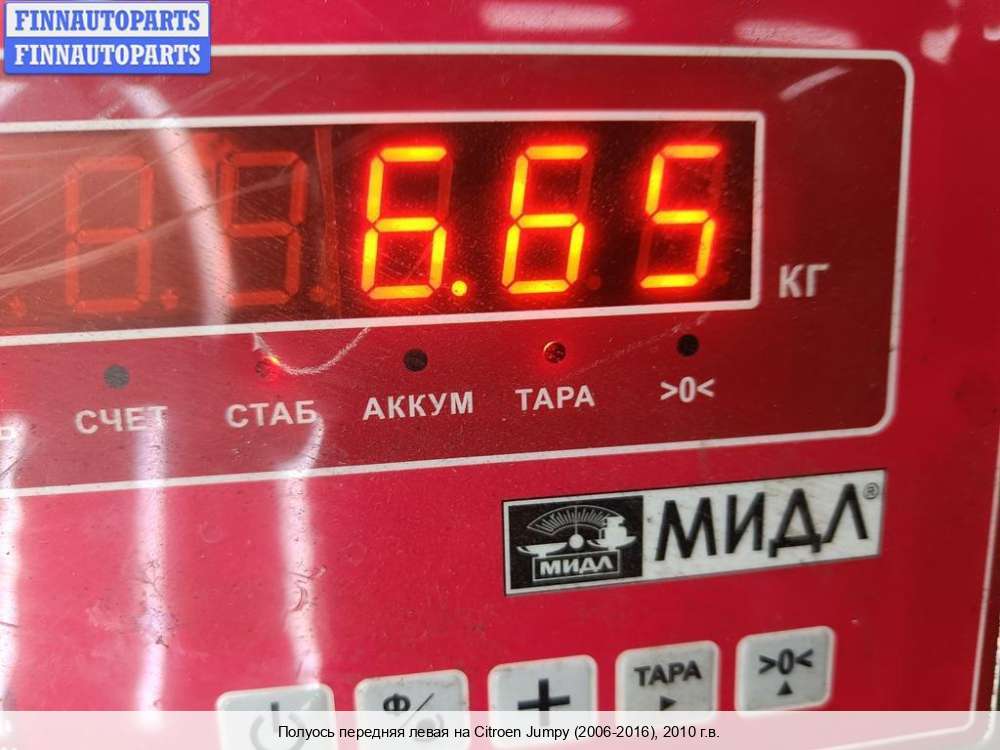 FINNAUTOPARTS
FINNAUTOPARTS
6.65
КГ
СЧЕТ СТАБ АККУМ ТАРА >0<
МИДЛ МИДЛ®
Ф/ + ТАРА >0<
Полуось передняя левая на Citroen Jumpy (2006-2016), 2010 г.в.